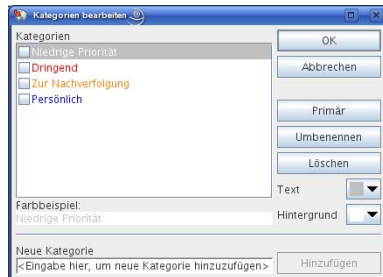 Kategorien bearbeiten
Kategorien
Niedrige Priorität
Dringend
Zur Nachverfolgung
Persönlich
OK
Abbrechen
Primär
Umbenennen
Löschen
Text
Hintergrund
Farbbeispiel:
Niedrige Priorität
Neue Kategorie
<Eingabe hier, um neue Kategorie hinzuzufügen>
Hinzufügen